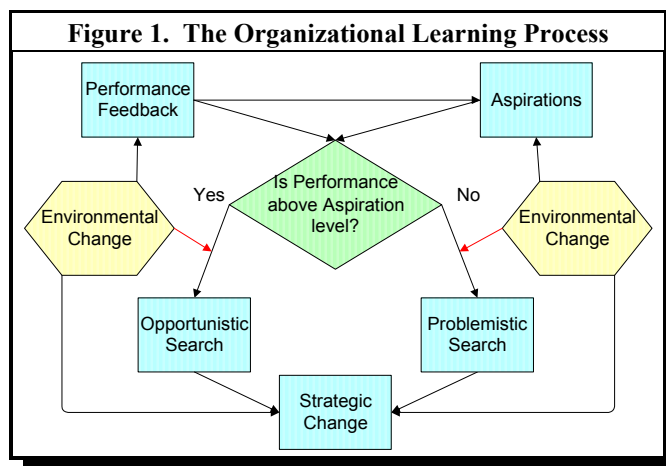 Figure 1.  The Organizational Learning Process
Performance
Feedback
Aspirations
Is Performance
above Aspiration
level?
Yes
No
Environmental
Change
Environmental
Change
Opportunistic
Search
Problemistic
Search
Strategic
Change